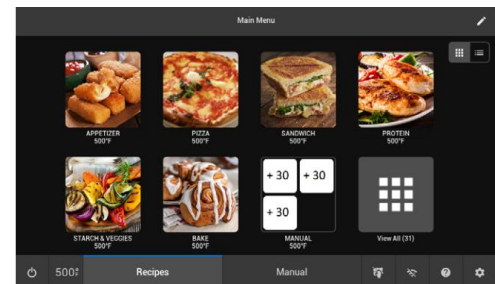 Main Menu
APPETIZER
500°F
PIZZA
500°F
SANDWICH
500°F
PROTEIN
500°F
STARCH & VEGGIES
500°F
BAKE
500°F
+ 30 + 30
+ 30
MANUAL
500°F
View All (31)
500°F
Recipes
Manual
?